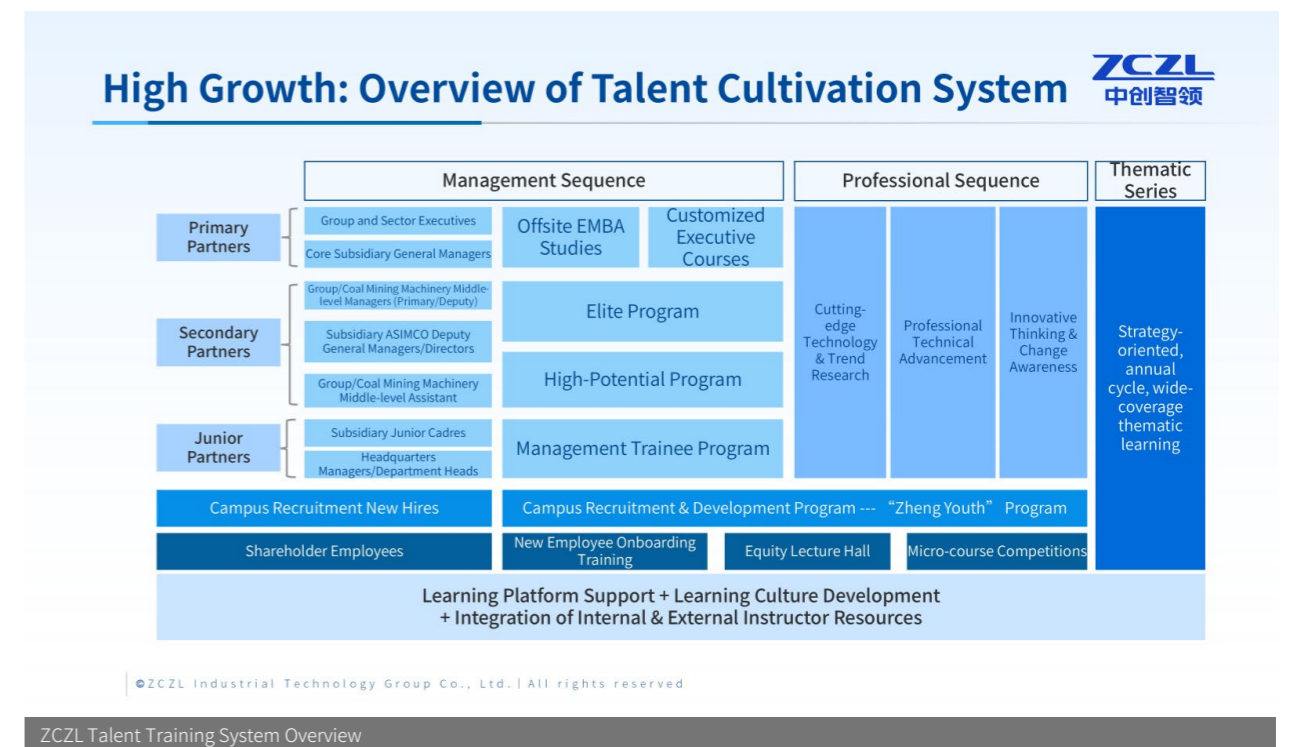 High Growth: Overview of Talent Cultivation System
ZCZL
中创智领
Management Sequence
Professional Sequence
Thematic
Series
Primary
Partners
Group and Sector Executives
Core Subsidiary General Managers
Offsite EMBA
Studies
Customized
Executive
Courses
Secondary
Partners
Group/Coal Mining Machinery Middle-
level Managers (Primary/Deputy)
Subsidiary ASIMCO Deputy
General Managers/Directors
Group/Coal Mining Machinery
Middle-level Assistant
Elite Program
High-Potential Program
Junior
Partners
Subsidiary Junior Cadres
Headquarters
Managers/Department Heads
Management Trainee Program
Cutting-
edge
Technology
& Trend
Research
Professional
Technical
Advancement
Innovative
Thinking &
Change
Awareness
Strategy-
oriented,
annual
cycle, wide-
coverage
thematic
learning
Campus Recruitment New Hires
Campus Recruitment & Development Program --- “Zheng Youth” Program
Shareholder Employees
New Employee Onboarding
Training
Equity Lecture Hall
Micro-course Competitions
Learning Platform Support + Learning Culture Development
+ Integration of Internal & External Instructor Resources
©ZCZL Industrial Technology Group Co., Ltd. | All rights reserved
ZCZL Talent Training System Overview